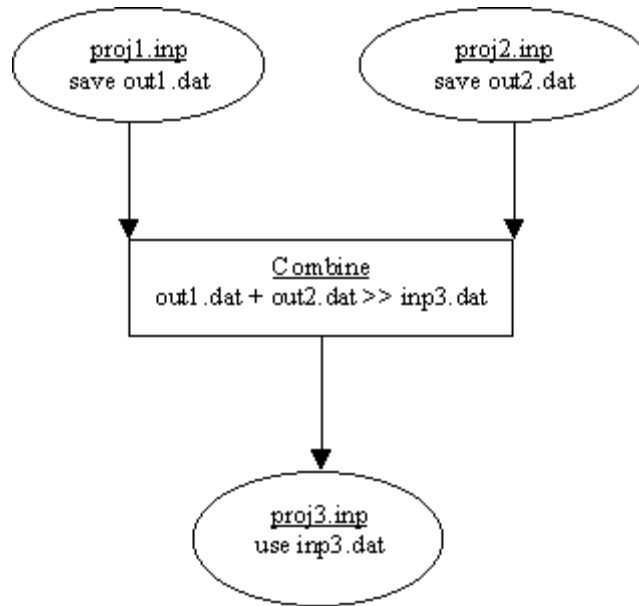 proj1.inp
save out1.dat
proj2.inp
save out2.dat
Combine
out1.dat + out2.dat >> inp3.dat
proj3.inp
use inp3.dat